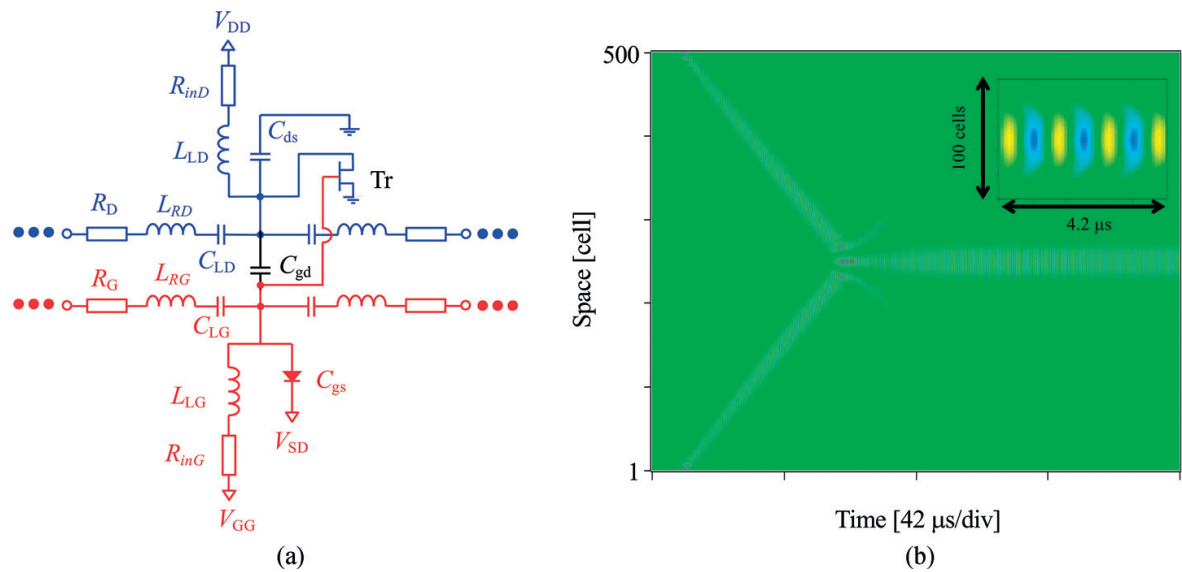 V_DD
R_inD
L_LD
C_ds
Tr
R_D
L_RD
C_LD
C_gd
R_G
L_RG
C_LG
L_LG
C_gs
V_SD
R_inG
V_GG
(a)
500
100 cells
4.2 μs
Space [cell]
1
Time [42 μs/div]
(b)